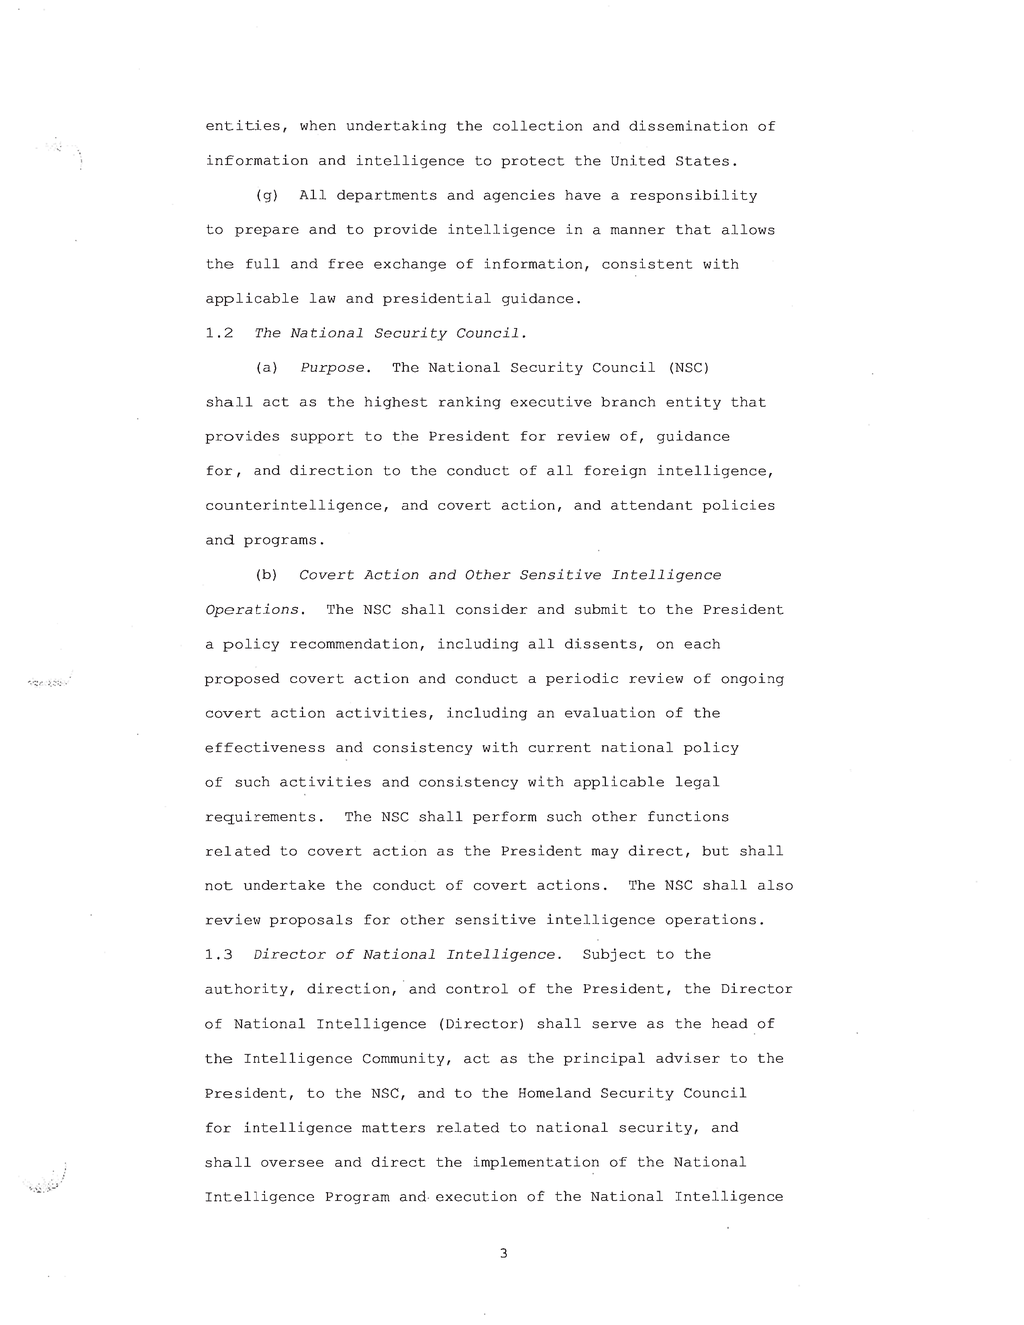 entities, when undertaking the collection and dissemination of
information and intelligence to protect the United States.
(g) All departments and agencies have a responsibility
to prepare and to provide intelligence in a manner that allows
the full and free exchange of information, consistent with
applicable law and presidential guidance.
1.2 The National Security Council.
(a) Purpose. The National Security Council (NSC)
shall act as the highest ranking executive branch entity that
provides support to the President for review of, guidance
for, and direction to the conduct of all foreign intelligence,
counterintelligence, and covert action, and attendant policies
and programs.
(b) Covert Action and Other Sensitive Intelligence
Operations. The NSC shall consider and submit to the President
a policy recommendation, including all dissents, on each
proposed covert action and conduct a periodic review of ongoing
covert action activities, including an evaluation of the
effectiveness and consistency with current national policy
of such activities and consistency with applicable legal
requirements. The NSC shall perform such other functions
related to covert action as the President may direct, but shall
not undertake the conduct of covert actions. The NSC shall also
review proposals for other sensitive intelligence operations.
1.3 Director of National Intelligence. Subject to the
authority, direction, and control of the President, the Director
of National Intelligence (Director) shall serve as the head of
the Intelligence Community, act as the principal adviser to the
President, to the NSC, and to the Homeland Security Council
for intelligence matters related to national security, and
shall oversee and direct the implementation of the National
Intelligence Program and execution of the National Intelligence
3